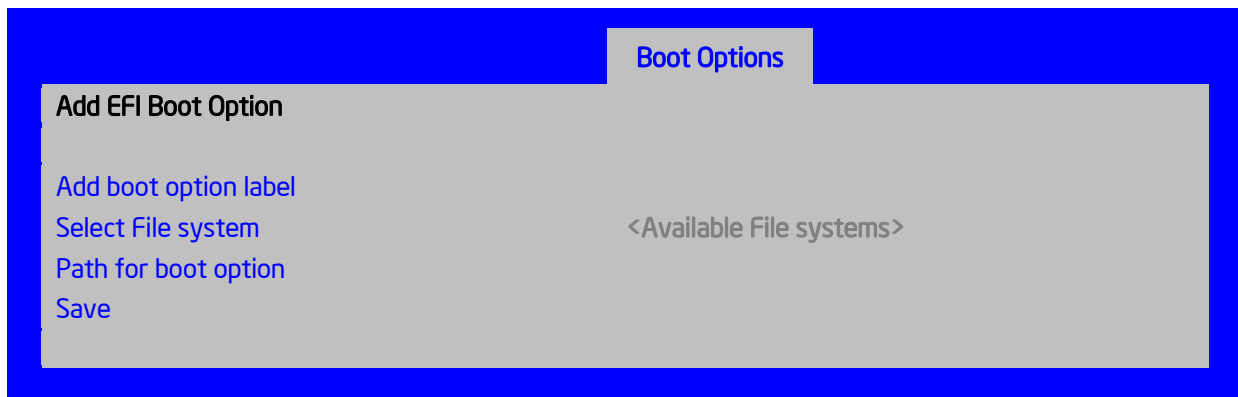 Boot Options
Add EFI Boot Option
Add boot option label
Select File system <Available File systems>
Path for boot option
Save